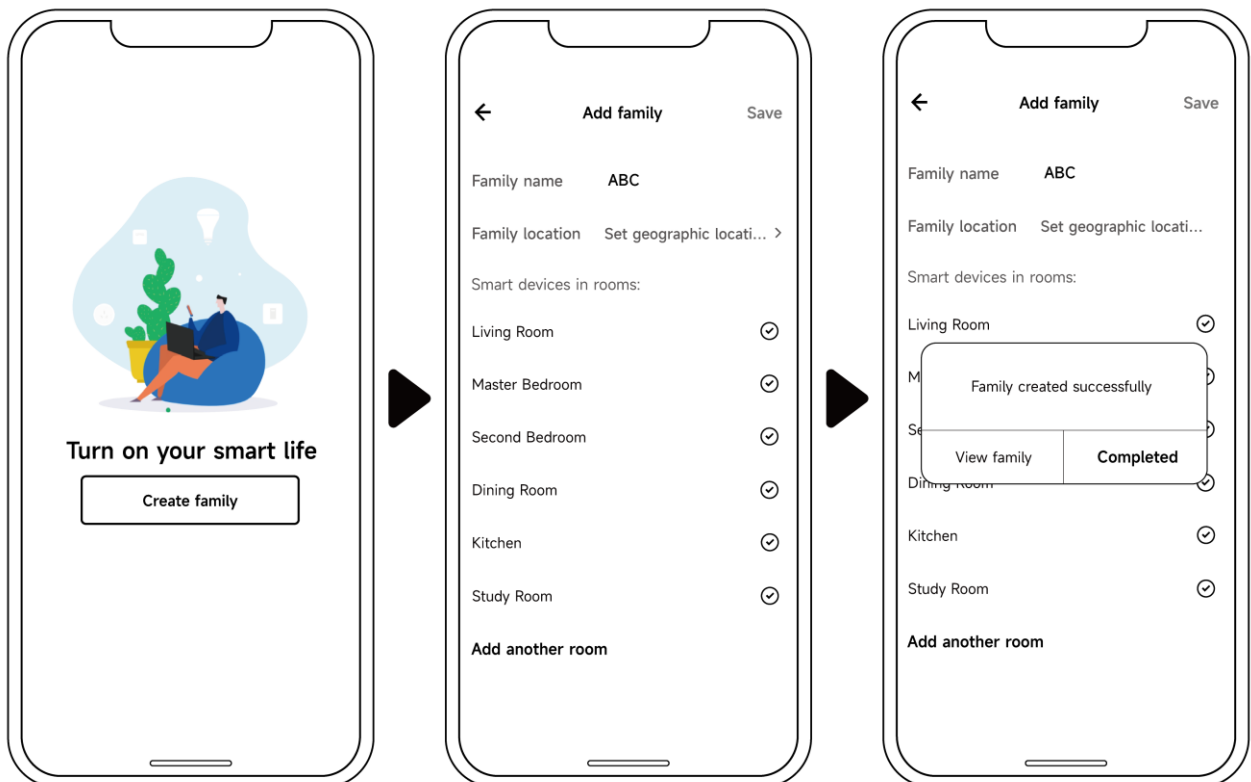 Turn on your smart life
Create family
Add family Save
Family name ABC
Family location Set geographic locati... >
Smart devices in rooms:
Living Room
Master Bedroom
Second Bedroom
Dining Room
Kitchen
Study Room
Add another room
Add family Save
Family name ABC
Family location Set geographic locati...
Smart devices in rooms:
Living Room
M
Family created successfully
Se
View family Completed
Dining Room
Kitchen
Study Room
Add another room